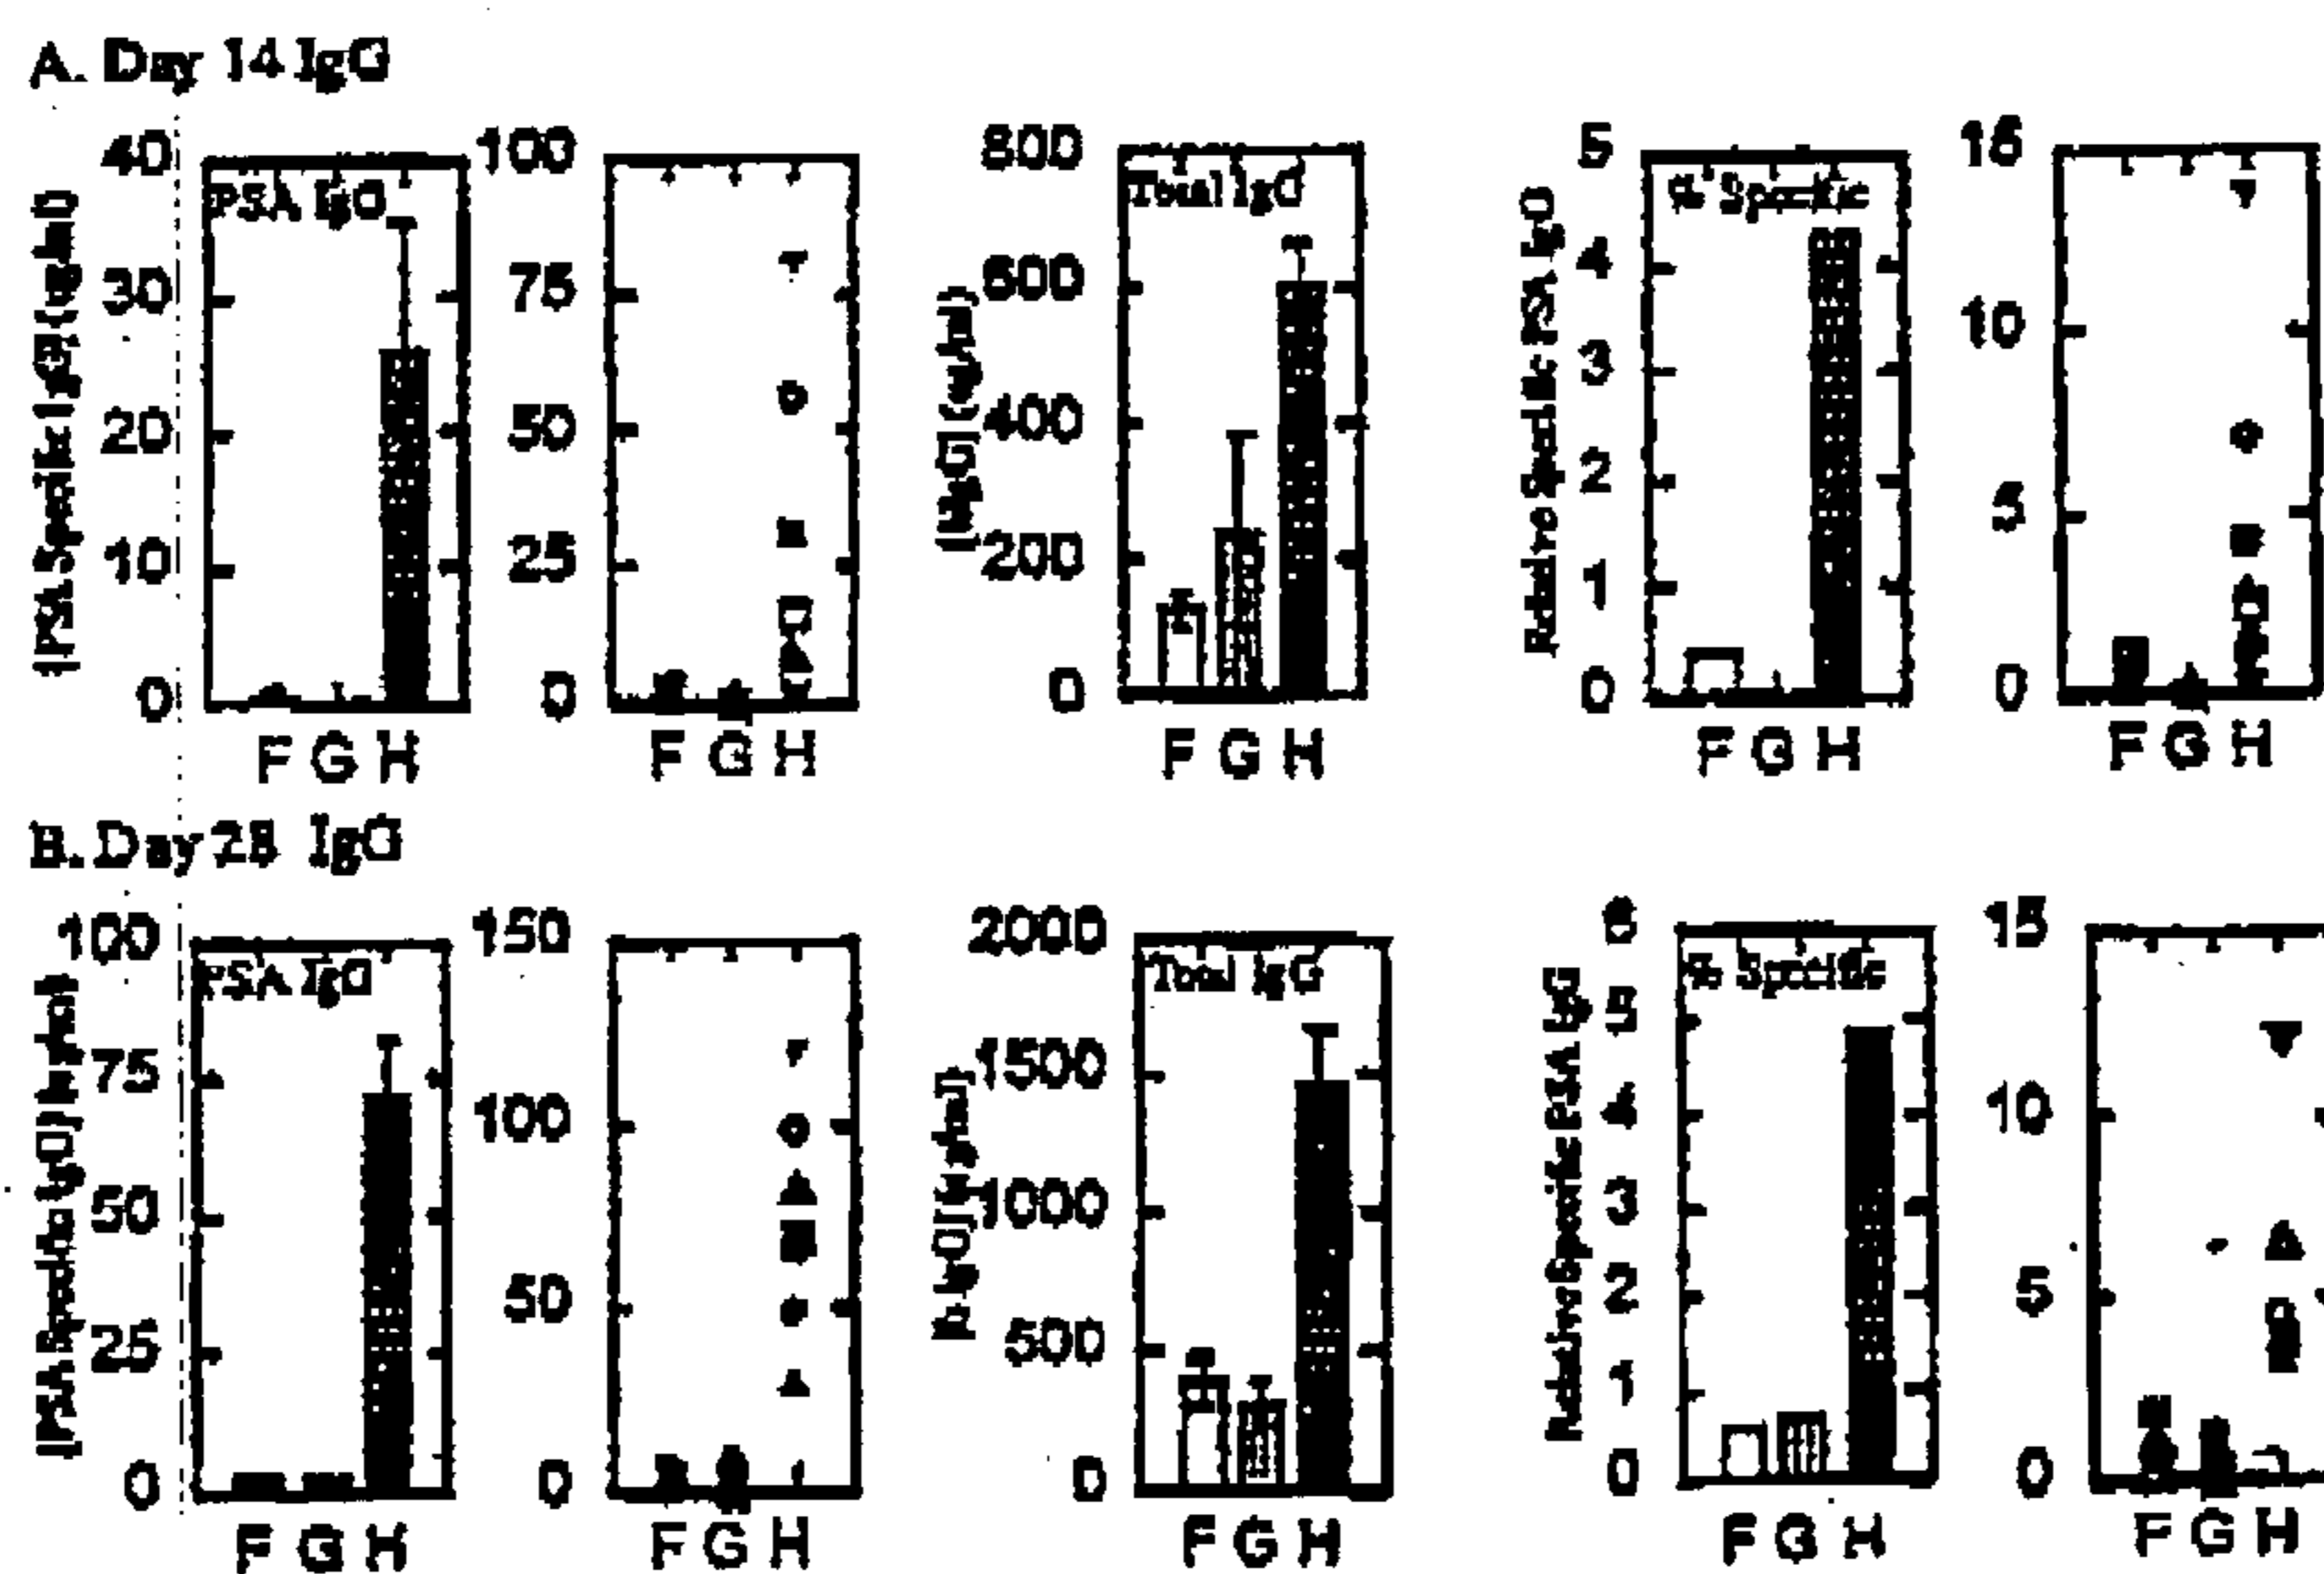 A. Day 14 IgG
40 30 20 10 0
PSA IgG
F G H
100 75 50 25 0
F G H
800 600 400 200 0
Total IgG
F G H
5 4 3 2 1 0
% Specific
F G H
15 10 5 0
F G H
B. Day 28 IgG
100 75 50 25 0
PSA IgG
F G H
150 100 50 0
F G H
2000 1500 1000 500 0
Total IgG
F G H
6 5 4 3 2 1 0
% Specific
F G H
15 10 5 0
F G H